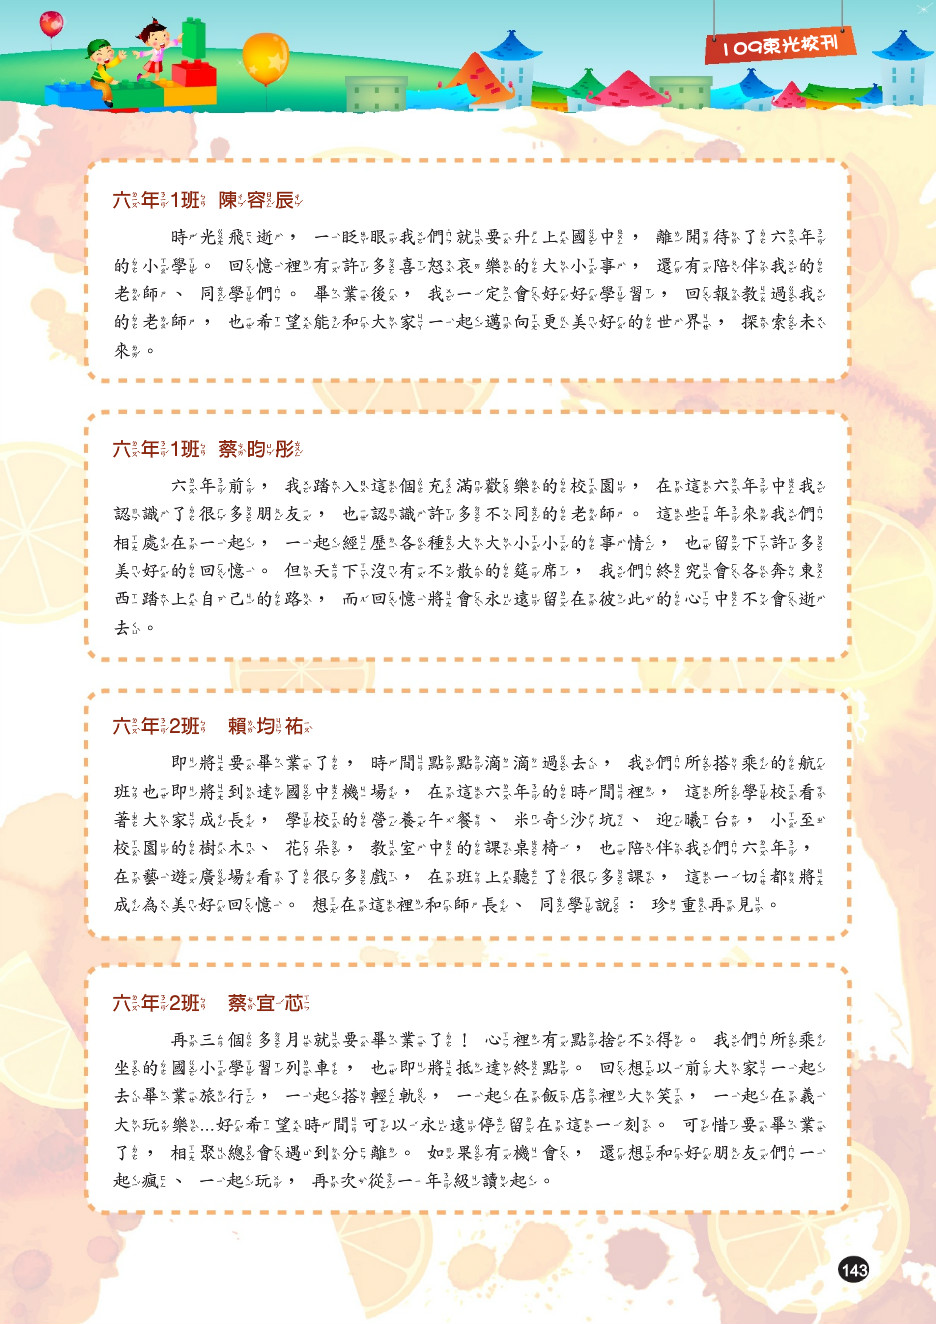 109東光校刊
六年1班 陳容辰
時光飛逝，一眨眼我們就要升上國中，離開待了六年
的小學。回憶裡有許多喜怒哀樂的大小事，還有陪伴我的
老師、同學們。畢業後，我一定會好好學習，回報教過我
的老師，也希望能和大家一起邁向更美好的世界，探索未
來。
六年1班 蔡昀彤
六年前，我踏入這個充滿歡樂的校園，在這六年中我
認識了很多朋友，也認識許多不同的老師。這些年來我們
相處在一起，一起經歷各種大大小小的事情，也留下許多
美好的回憶。但天下沒有不散的筵席，我們終究會各奔東
西踏上自己的路，而回憶將會永遠留在彼此的心中不會逝
去。
六年2班 賴均祐
即將要畢業了，時間點點滴滴過去，我們所搭乘的航
班也即將到達國中機場，在這六年的時間裡，這所學校看
著大家成長，學校的營養午餐、米奇沙坑、迎曦台，小至
校園的樹木、花朵，教室中的課桌椅，也陪伴我們六年，
在藝遊廣場看了很多戲，在班上聽了很多課，這一切都將
成為美好回憶。想在這裡和師長、同學說：珍重再見。
六年2班 蔡宜芯
再三個多月就要畢業了！心裡有點捨不得。我們所乘
坐的國小學習列車，也即將抵達終點。回想以前大家一起
去畢業旅行，一起搭輕軌，一起在飯店裡大笑，一起在義
大玩樂...好希望時間可以永遠停留在這一刻。可惜要畢業
了，相聚總會遇到分離。如果有機會，還想和好朋友們一
起瘋、一起玩，再次從一年級讀起。
143